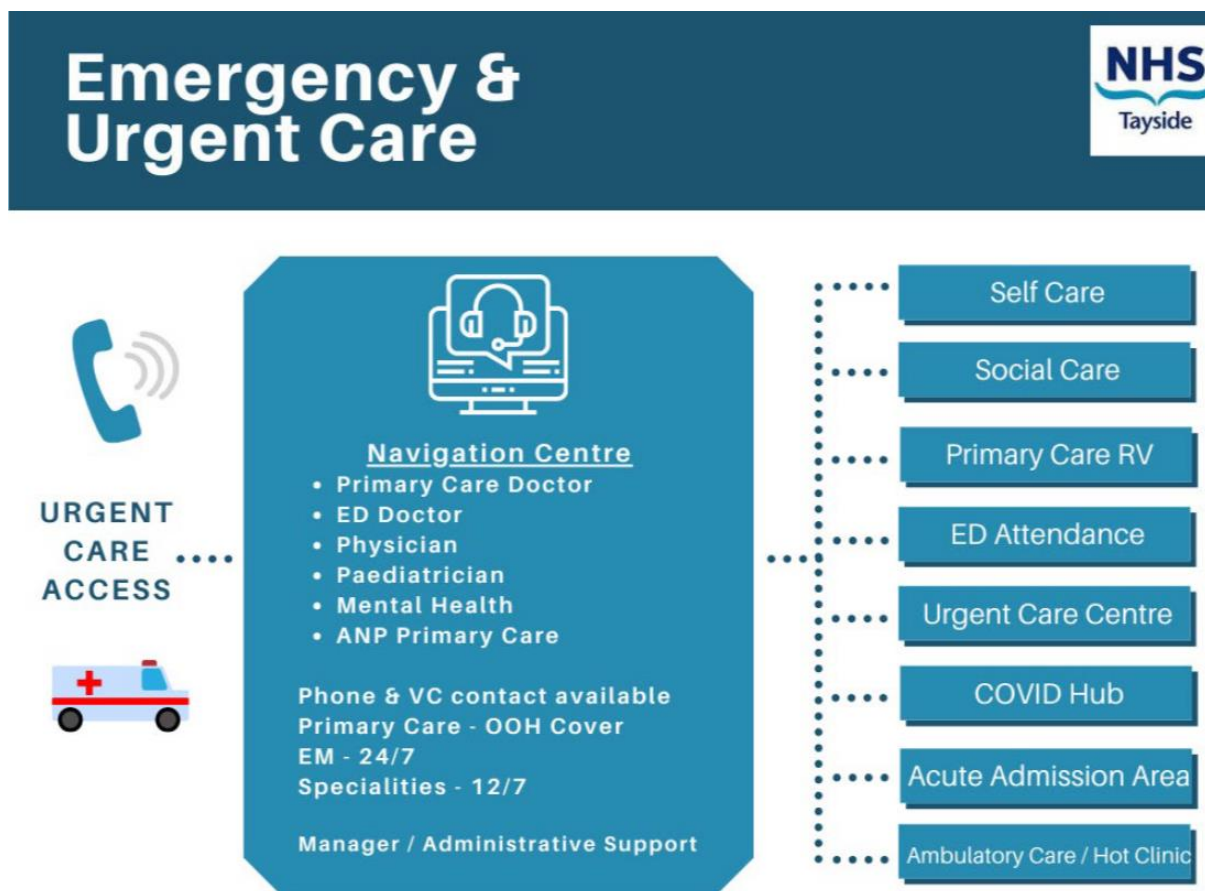 Emergency &
Urgent Care
NHS
Tayside
URGENT
CARE
ACCESS
Navigation Centre
• Primary Care Doctor
• ED Doctor
• Physician
• Paediatrician
• Mental Health
• ANP Primary Care
Phone & VC contact available
Primary Care - OOH Cover
EM - 24/7
Specialities - 12/7
Manager / Administrative Support
Self Care
Social Care
Primary Care RV
ED Attendance
Urgent Care Centre
COVID Hub
Acute Admission Area
Ambulatory Care / Hot Clinic